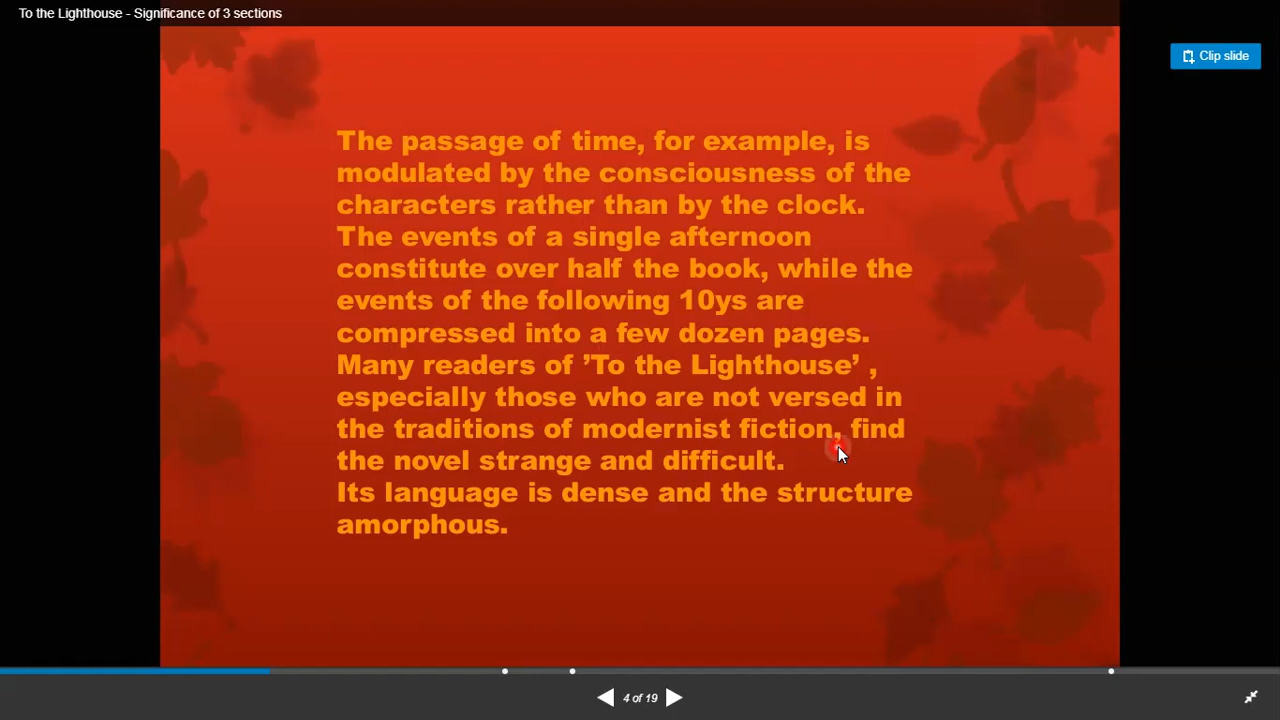 To the Lighthouse - Significance of 3 sections
Clip slide
The passage of time, for example, is
modulated by the consciousness of the
characters rather than by the clock.
The events of a single afternoon
constitute over half the book, while the
events of the following 10ys are
compressed into a few dozen pages.
Many readers of ’To the Lighthouse’ ,
especially those who are not versed in
the traditions of modernist fiction, find
the novel strange and difficult.
Its language is dense and the structure
amorphous.
4 of 19